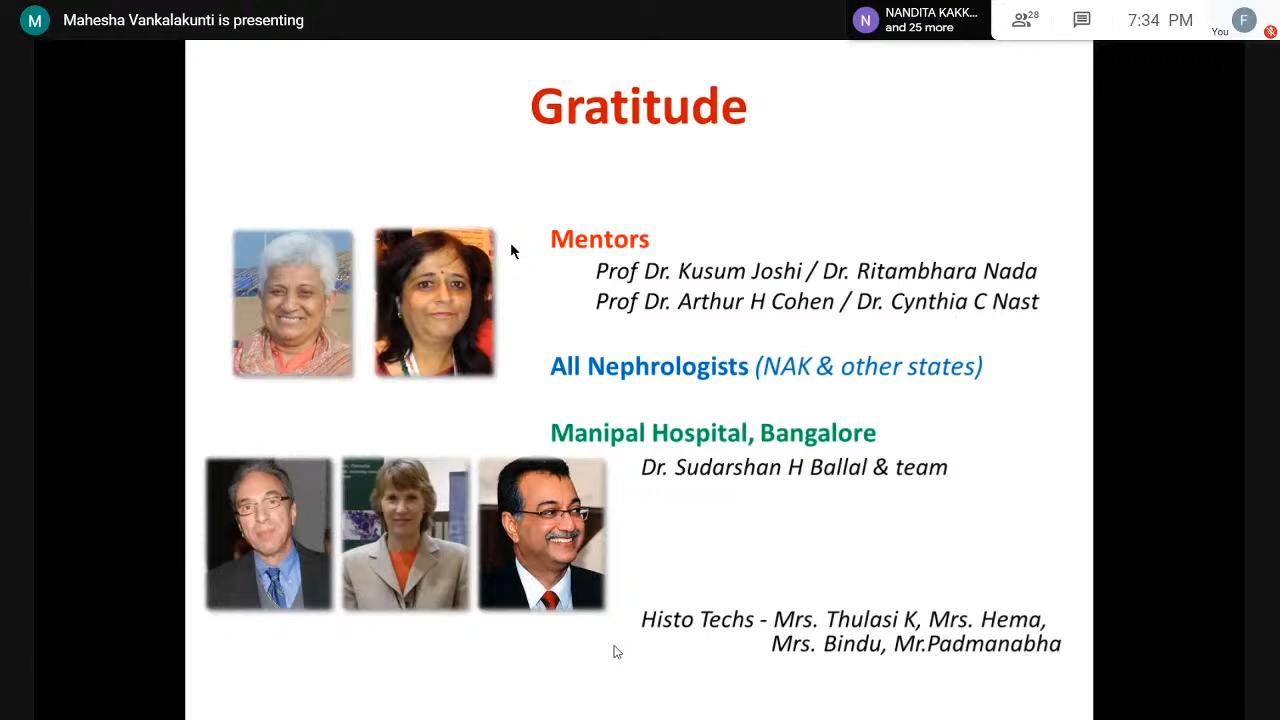 M
Mahesha Vankalakunti is presenting
N
NANDITA KAKK...
and 25 more
28
7:34 PM
You
F
Gratitude
Mentors
Prof Dr. Kusum Joshi / Dr. Ritambhara Nada
Prof Dr. Arthur H Cohen / Dr. Cynthia C Nast
All Nephrologists (NAK & other states)
Manipal Hospital, Bangalore
Dr. Sudarshan H Ballal & team
Histo Techs - Mrs. Thulasi K, Mrs. Hema,
Mrs. Bindu, Mr.Padmanabha